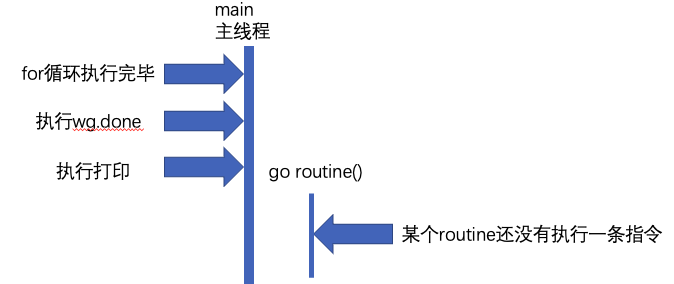 main
主线程
for循环执行完毕
执行wg.done
执行打印
go routine()
某个routine还没有执行一条指令